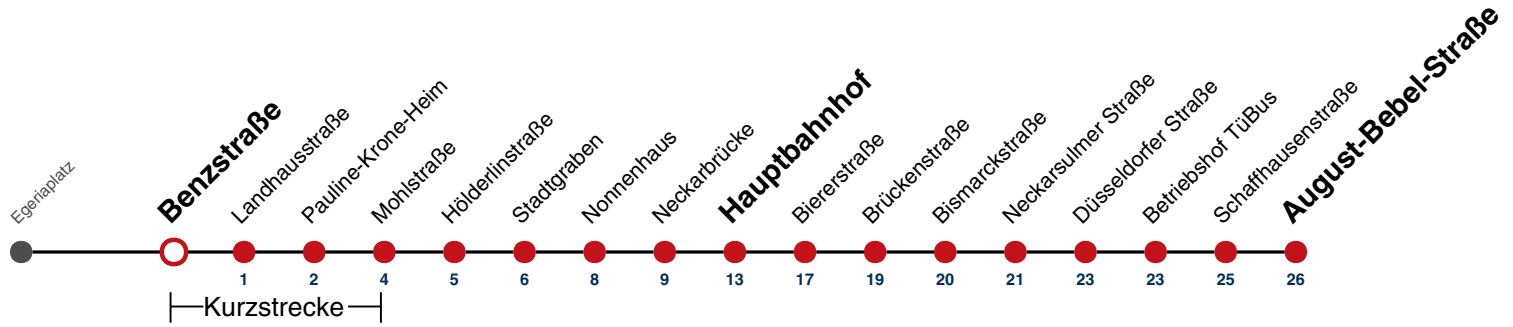 Egeriaplatz
Benzstraße
Landhausstraße
Pauline-Krone-Heim
Mohlstraße
Hölderlinstraße
Stadtgraben
Nonnenhaus
Neckarbrücke
Hauptbahnhof
Biererstraße
Brückenstraße
Bismarckstraße
Neckarsulmer Straße
Düsseldorfer Straße
Betriebshof TüBus
Schaffhausenstraße
August-Bebel-Straße
1 2 4 5 6 8 9 13 17 19 20 21 23 23 25 26
Kurzstrecke